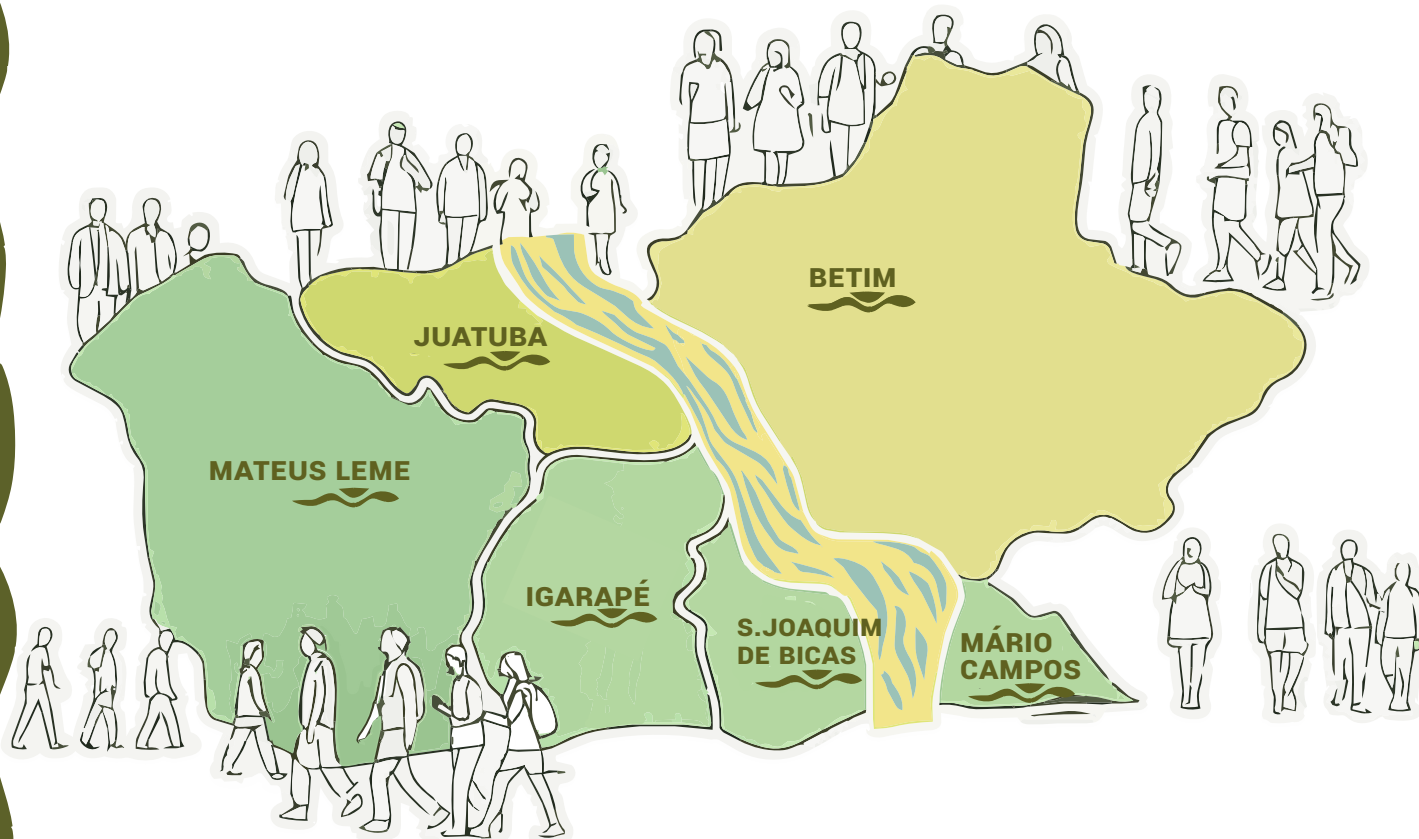 BETIM
JUATUBA
MATEUS LEME
IGARAPÉ
S.JOAQUIM
DE BICAS
MÁRIO
CAMPOS